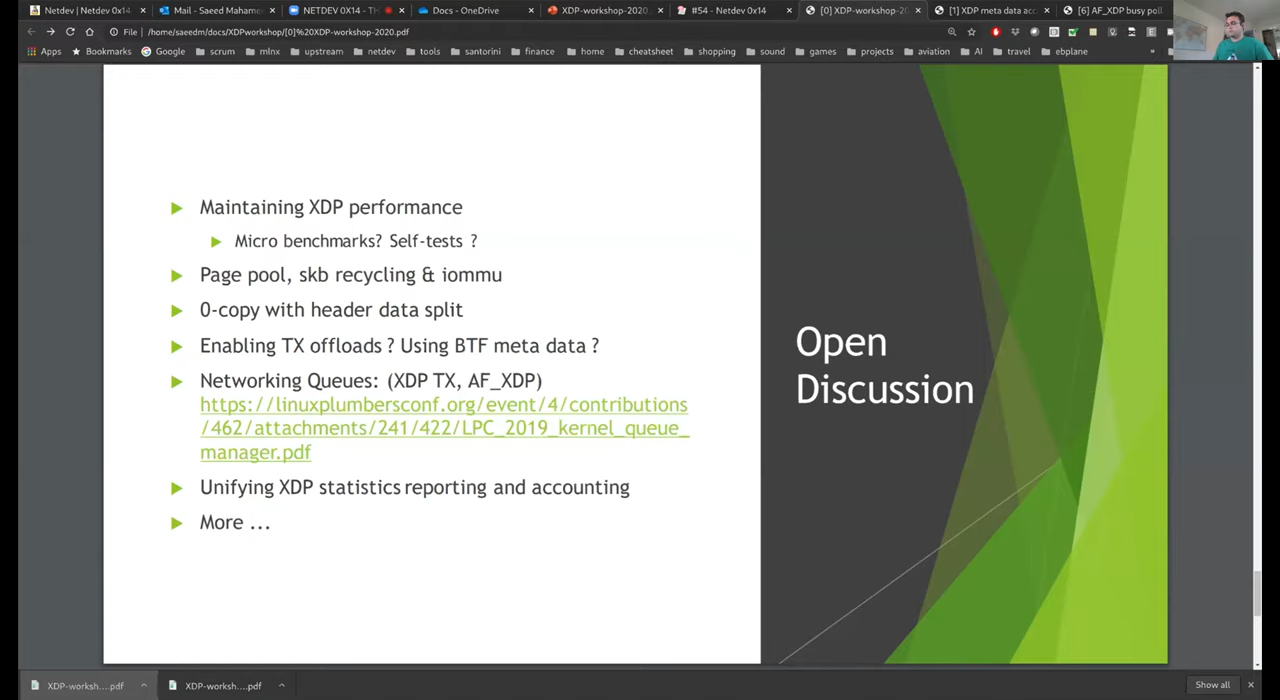 Netdev | Netdev 0x14
Mail - Saeed Mahame
NETDEV 0X14 - TH
Docs - OneDrive
XDP-workshop-2020
#54 - Netdev 0x14
[0] XDP-workshop-20
[1] XDP meta data acc
[6] AF_XDP busy poll
File | /home/saeedm/docs/XDPworkshop/[0]%20XDP-workshop-2020.pdf
Apps Bookmarks Google scrum mlnx upstream netdev tools santorini finance home cheatsheet shopping sound games projects aviation AI travel ebplane »
Maintaining XDP performance
Micro benchmarks? Self-tests ?
Page pool, skb recycling & iommu
0-copy with header data split
Enabling TX offloads ? Using BTF meta data ?
Networking Queues: (XDP TX, AF_XDP)
https://linuxplumbersconf.org/event/4/contributions
/462/attachments/241/422/LPC_2019_kernel_queue_
manager.pdf
Unifying XDP statistics reporting and accounting
More ...
Open
Discussion
XDP-worksh....pdf
XDP-worksh....pdf
Show all